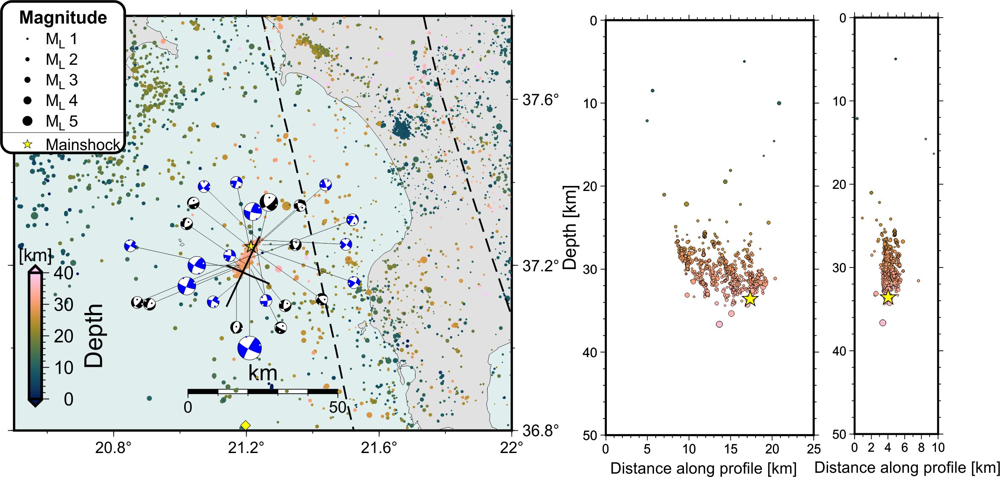 Magnitude
ML 1
ML 2
ML 3
ML 4
ML 5
Mainshock
[km]
40
30
20
10
0
Depth
km
0 50
20.8° 21.2° 21.6° 22°
37.6°
37.2°
36.8°
0
10
20
30
40
50
Depth [km]
0 5 10 15 20 25
Distance along profile [km]
0
10
20
30
40
50
0 2 4 6 8 10
Distance along profile [km]